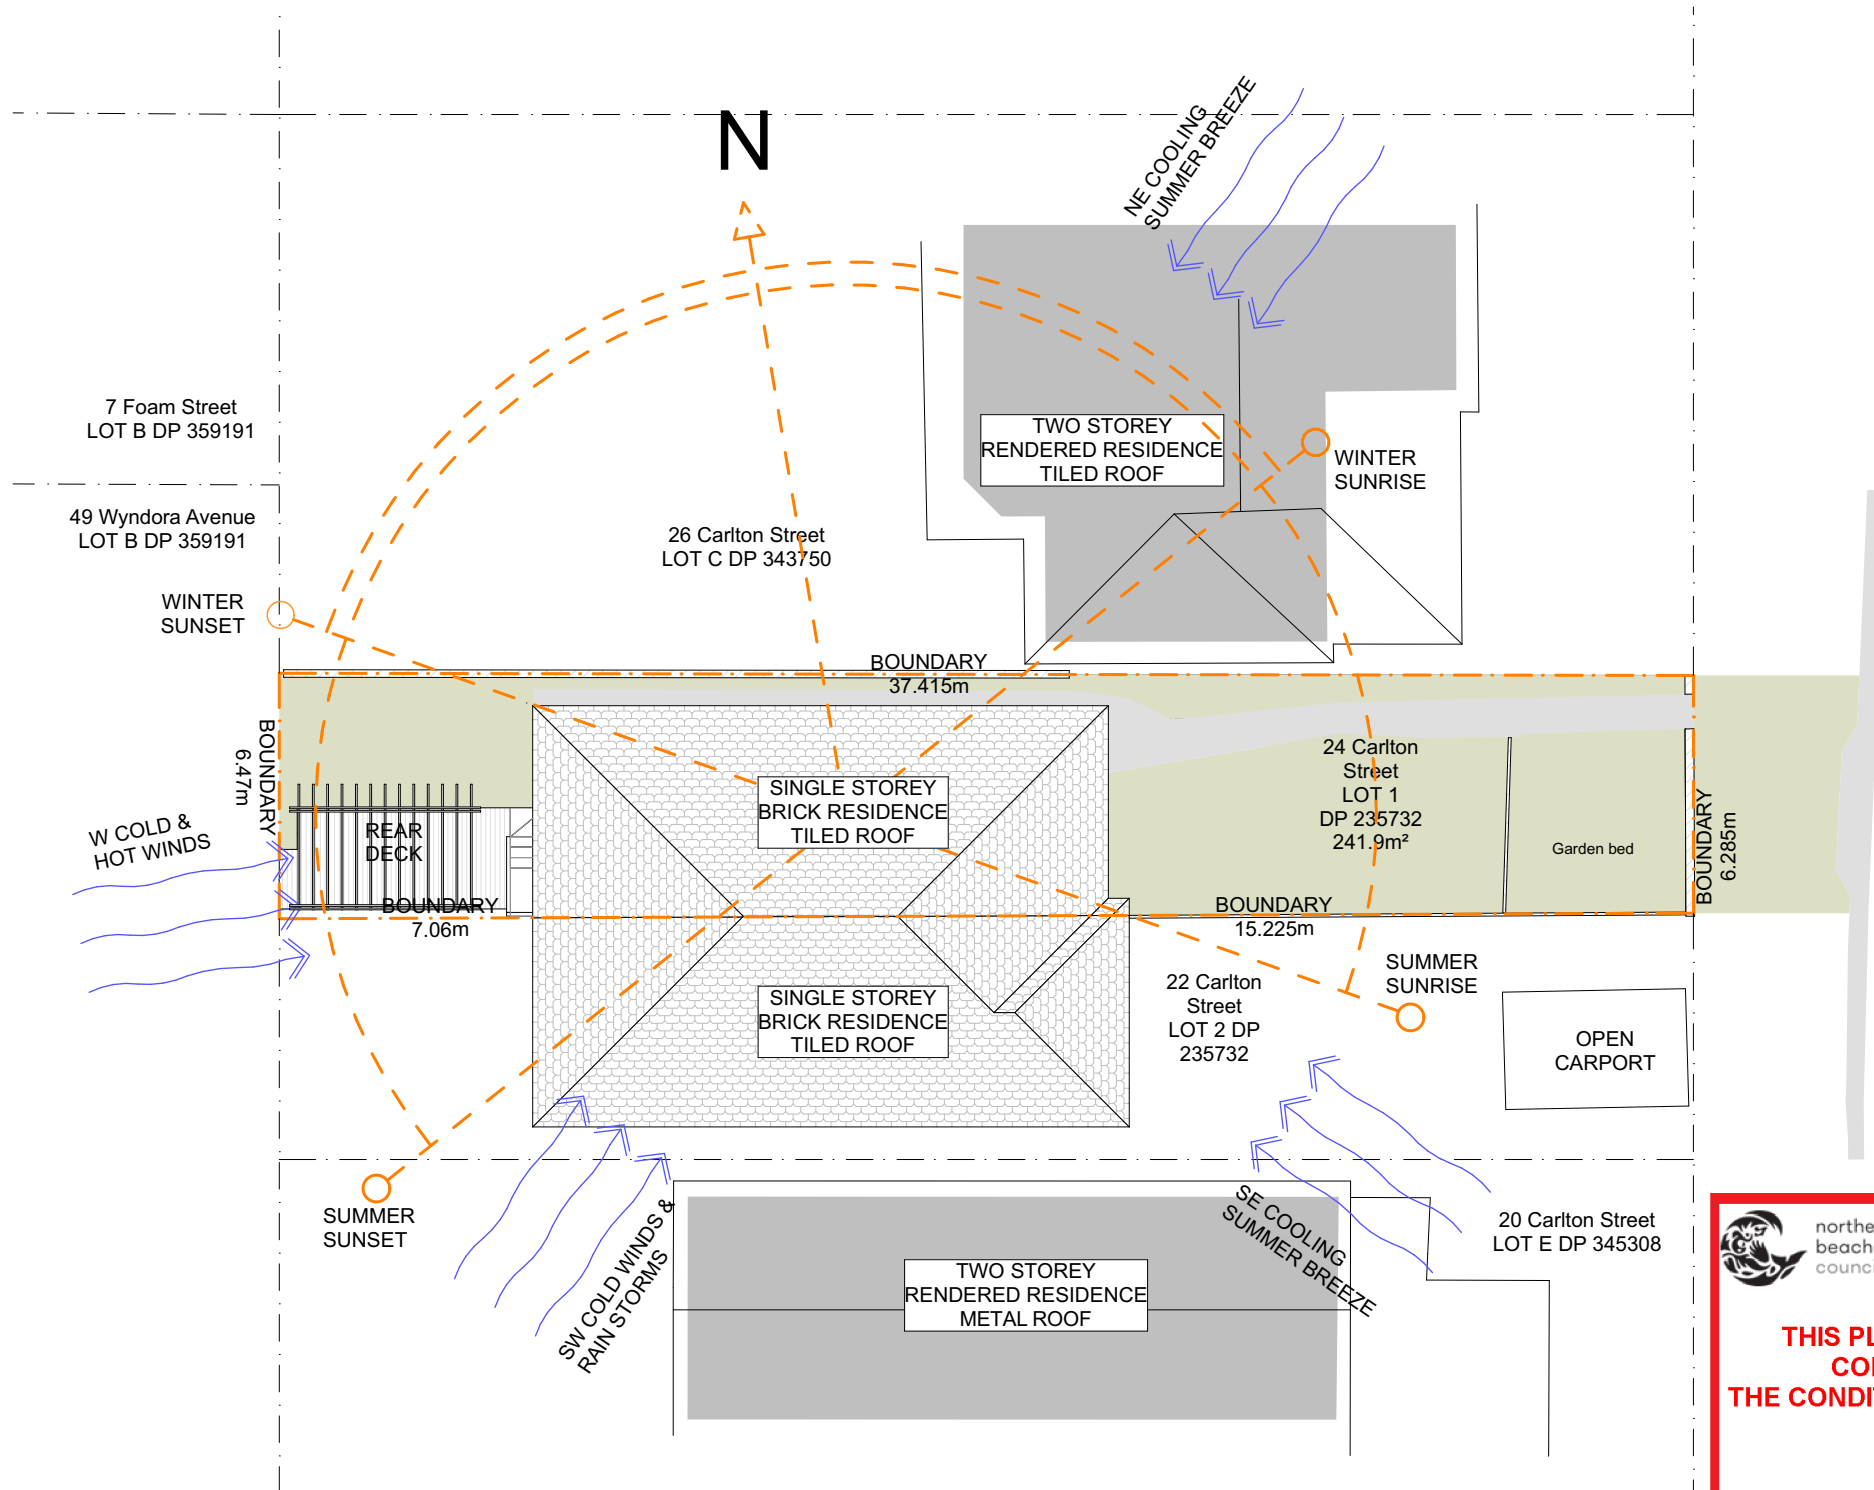 N
NE COOLING
SUMMER BREEZE
7 Foam Street
LOT B DP 359191
49 Wyndora Avenue
LOT B DP 359191
TWO STOREY
RENDERED RESIDENCE
TILED ROOF
WINTER
SUNRISE
26 Carlton Street
LOT C DP 343750
WINTER
SUNSET
BOUNDARY
37.415m
BOUNDARY
6.47m
24 Carlton
Street
LOT 1
DP 235732
241.9m²
SINGLE STOREY
BRICK RESIDENCE
TILED ROOF
REAR
DECK
W COLD &
HOT WINDS
Garden bed
BOUNDARY
6.285m
BOUNDARY
7.06m
BOUNDARY
15.225m
SUMMER
SUNRISE
22 Carlton
Street
LOT 2 DP
235732
SINGLE STOREY
BRICK RESIDENCE
TILED ROOF
OPEN
CARPORT
SUMMER
SUNSET
SW COLD WINDS &
RAIN STORMS
SE COOLING
SUMMER BREEZE
20 Carlton Street
LOT E DP 345308
TWO STOREY
RENDERED RESIDENCE
METAL ROOF
northe
beach
counci
THIS PL
CO
THE CONDI